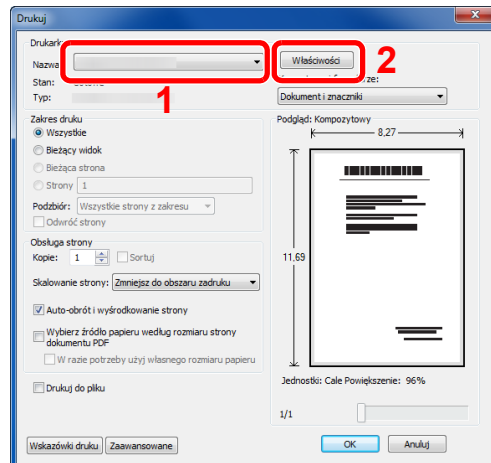 Drukuj
Drukark
Nazwa
Właściwości
2
Stan:
Typ:
1
Dokument i znaczniki
Zakres druku
Wszystkie
Bieżący widok
Bieżąca strona
Strony 1
Podzbiór: Wszystkie strony z zakresu
Odwróć strony
Obsługa strony
Kopie: 1 Sortuj
Skalowanie strony: Zmniejsz do obszaru zadruku
Auto-obrót i wyśrodkowanie strony
Wybierz źródło papieru według rozmiaru strony
dokumentu PDF
W razie potrzeby użyj własnego rozmiaru papieru
Drukuj do pliku
Podgląd: Kompozytowy
8,27
11,69
Jednostki: Cale Powiększenie: 96%
1/1
Wskazówki druku Zaawansowane
OK Anuluj